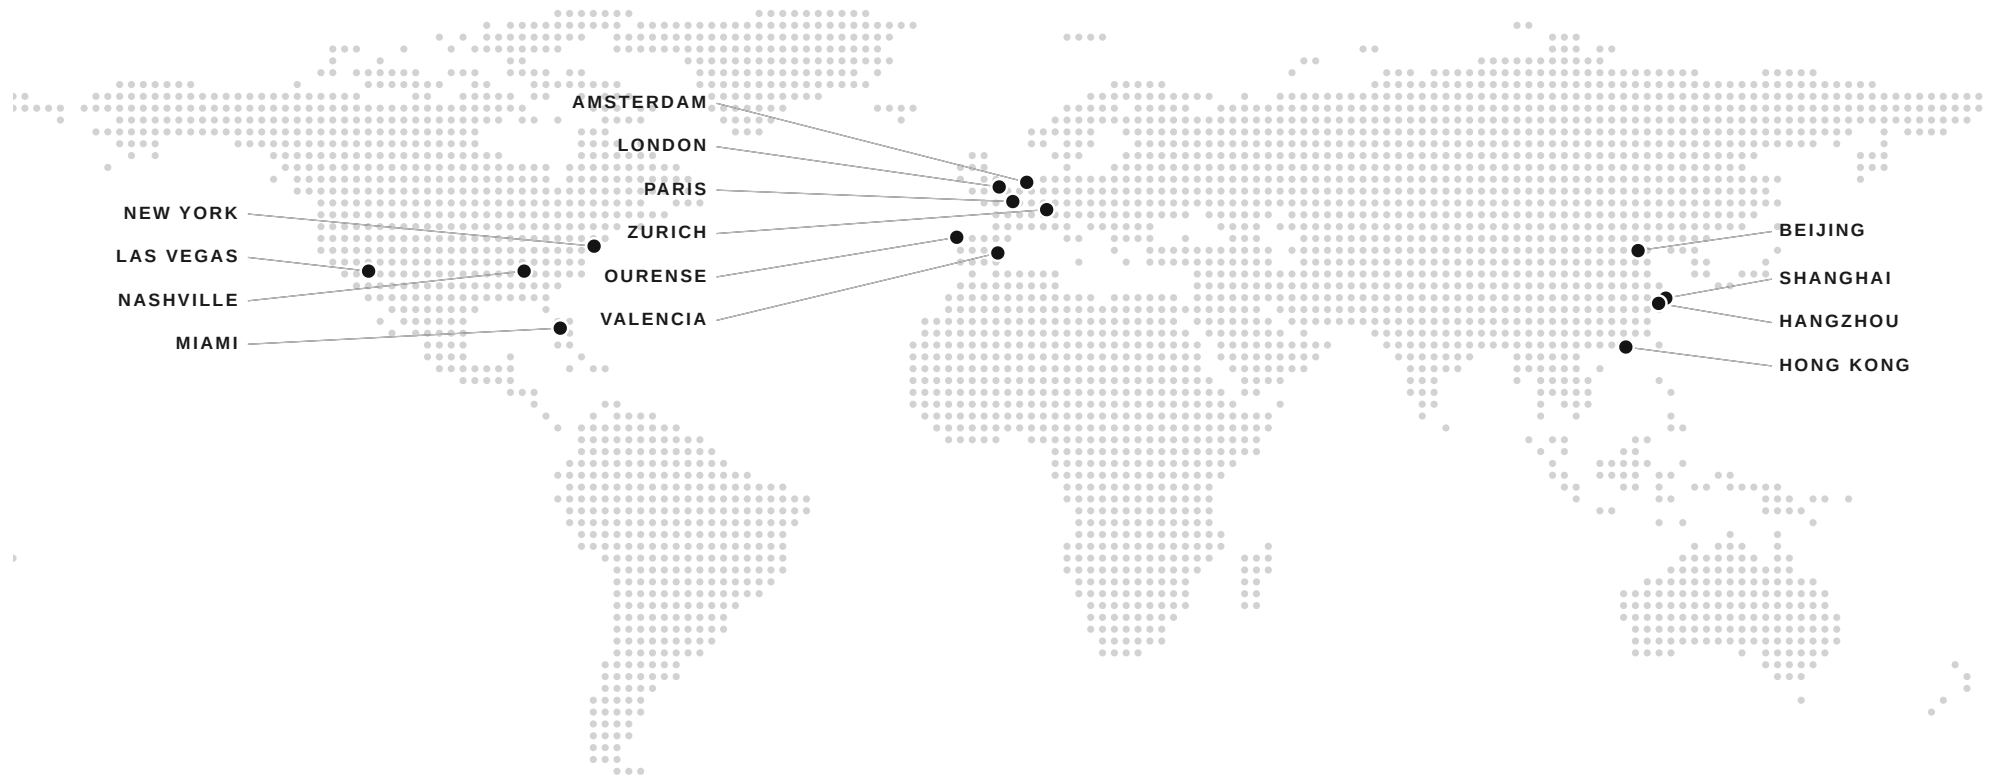 NEW YORK
LAS VEGAS
NASHVILLE
MIAMI
AMSTERDAM
LONDON
PARIS
ZURICH
OURENSE
VALENCIA
BEIJING
SHANGHAI
HANGZHOU
HONG KONG